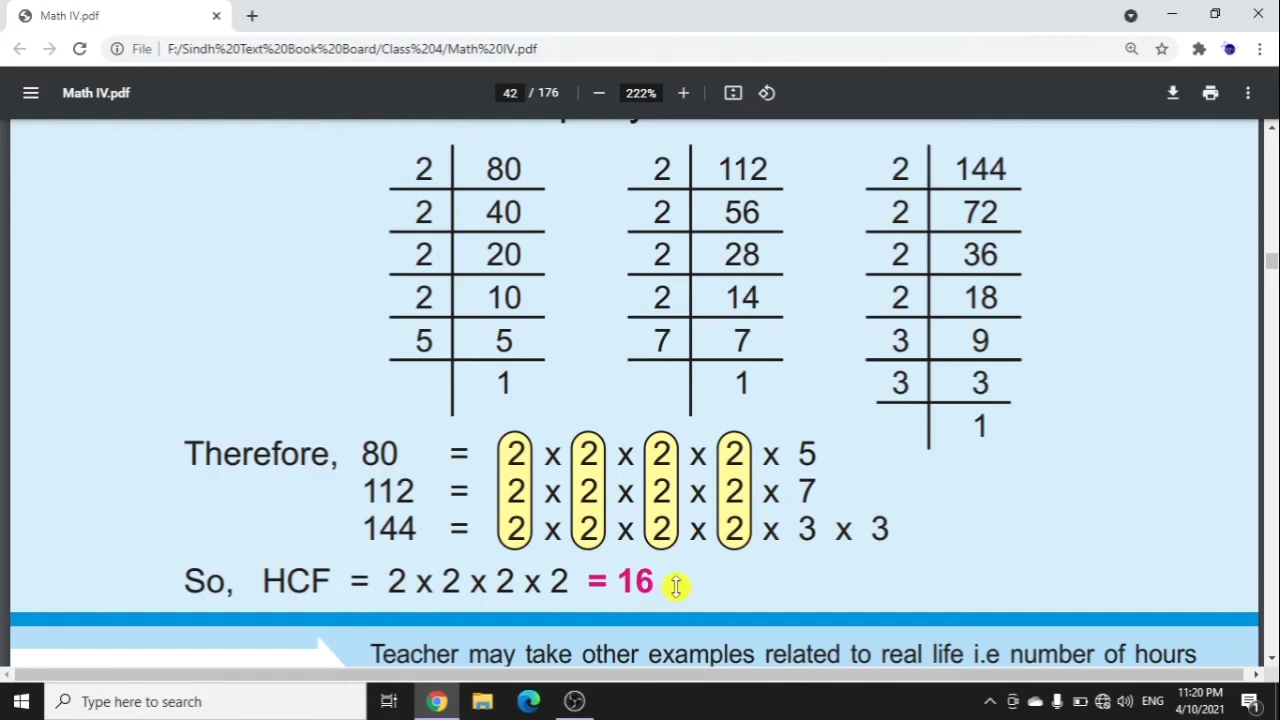 Math IV.pdf
File F:/Sindh%20Text%20Book%20Board/Class%204/Math%20IV.pdf
Math IV.pdf 42 / 176 222%
2 80 2 112 2 144
2 40 2 56 2 72
2 20 2 28 2 36
2 10 2 14 2 18
5 5 7 7 3 9
1 1 3 3
1
Therefore, 80 = 2 x 2 x 2 x 2 x 5
112 = 2 x 2 x 2 x 2 x 7
144 = 2 x 2 x 2 x 2 x 3 x 3
So, HCF = 2 x 2 x 2 x 2 = 16
Teacher may take other examples related to real life i.e number of hours
Type here to search
ENG
11:20 PM
4/10/2021
1